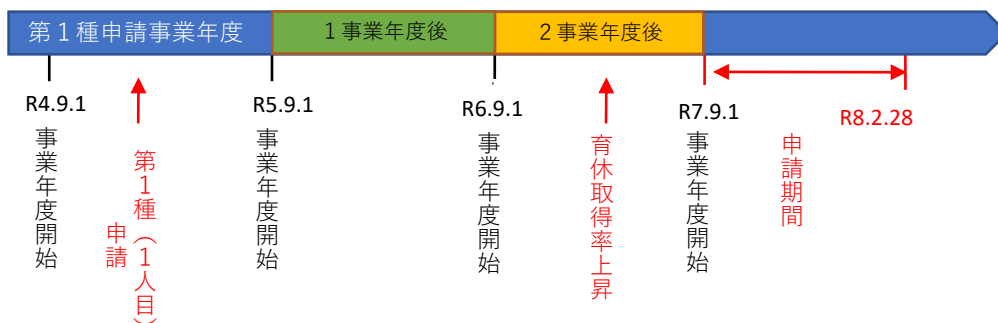 第1種申請事業年度
1事業年度後
2事業年度後
R4.9.1
R5.9.1
R6.9.1
R7.9.1
R8.2.28
事業年度開始
第1種（1人目）
申請
事業年度開始
事業年度開始
育休取得率上昇
事業年度開始
申請期間